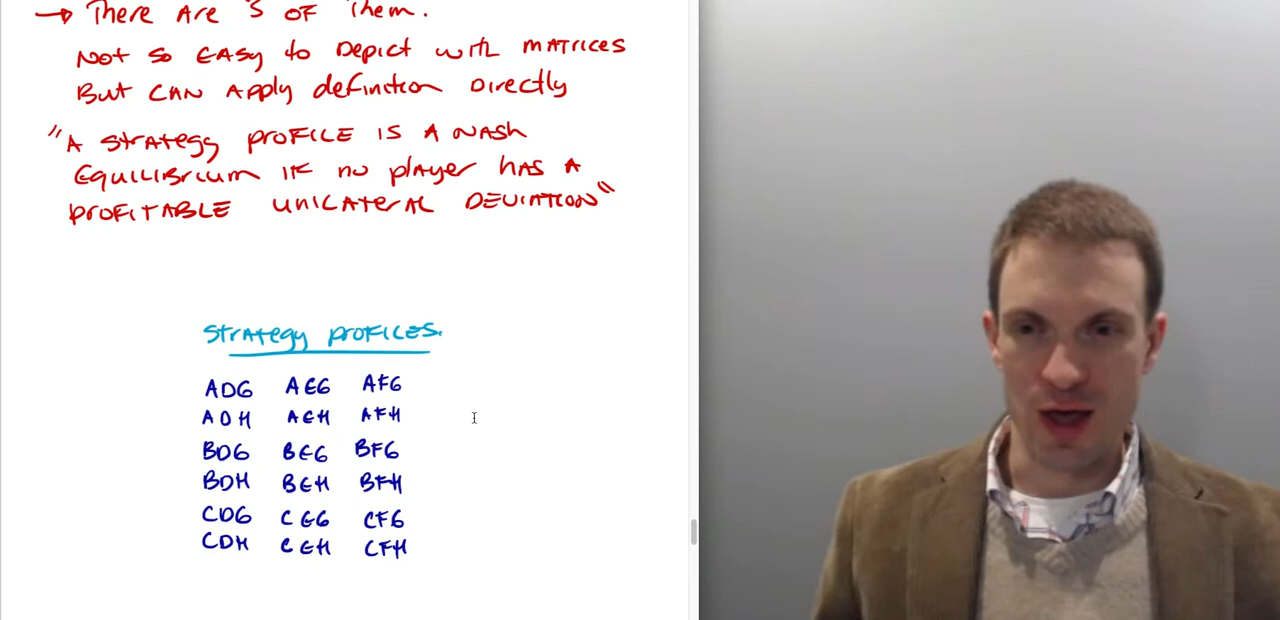 → There Are 3 OF Them.
Not so EASy to Depict with MATRICES
But CAN Apply definition Directly
"A strategy profile is a Nash
Equilibrium if no player has a
profitable unilateral deviation"
Strategy profiles.
ADG AEG AFG
ADH AEH AFH
BDG BEG BFG
BDH BEH BFH
CDG CEG CFG
CDH CEH CFH